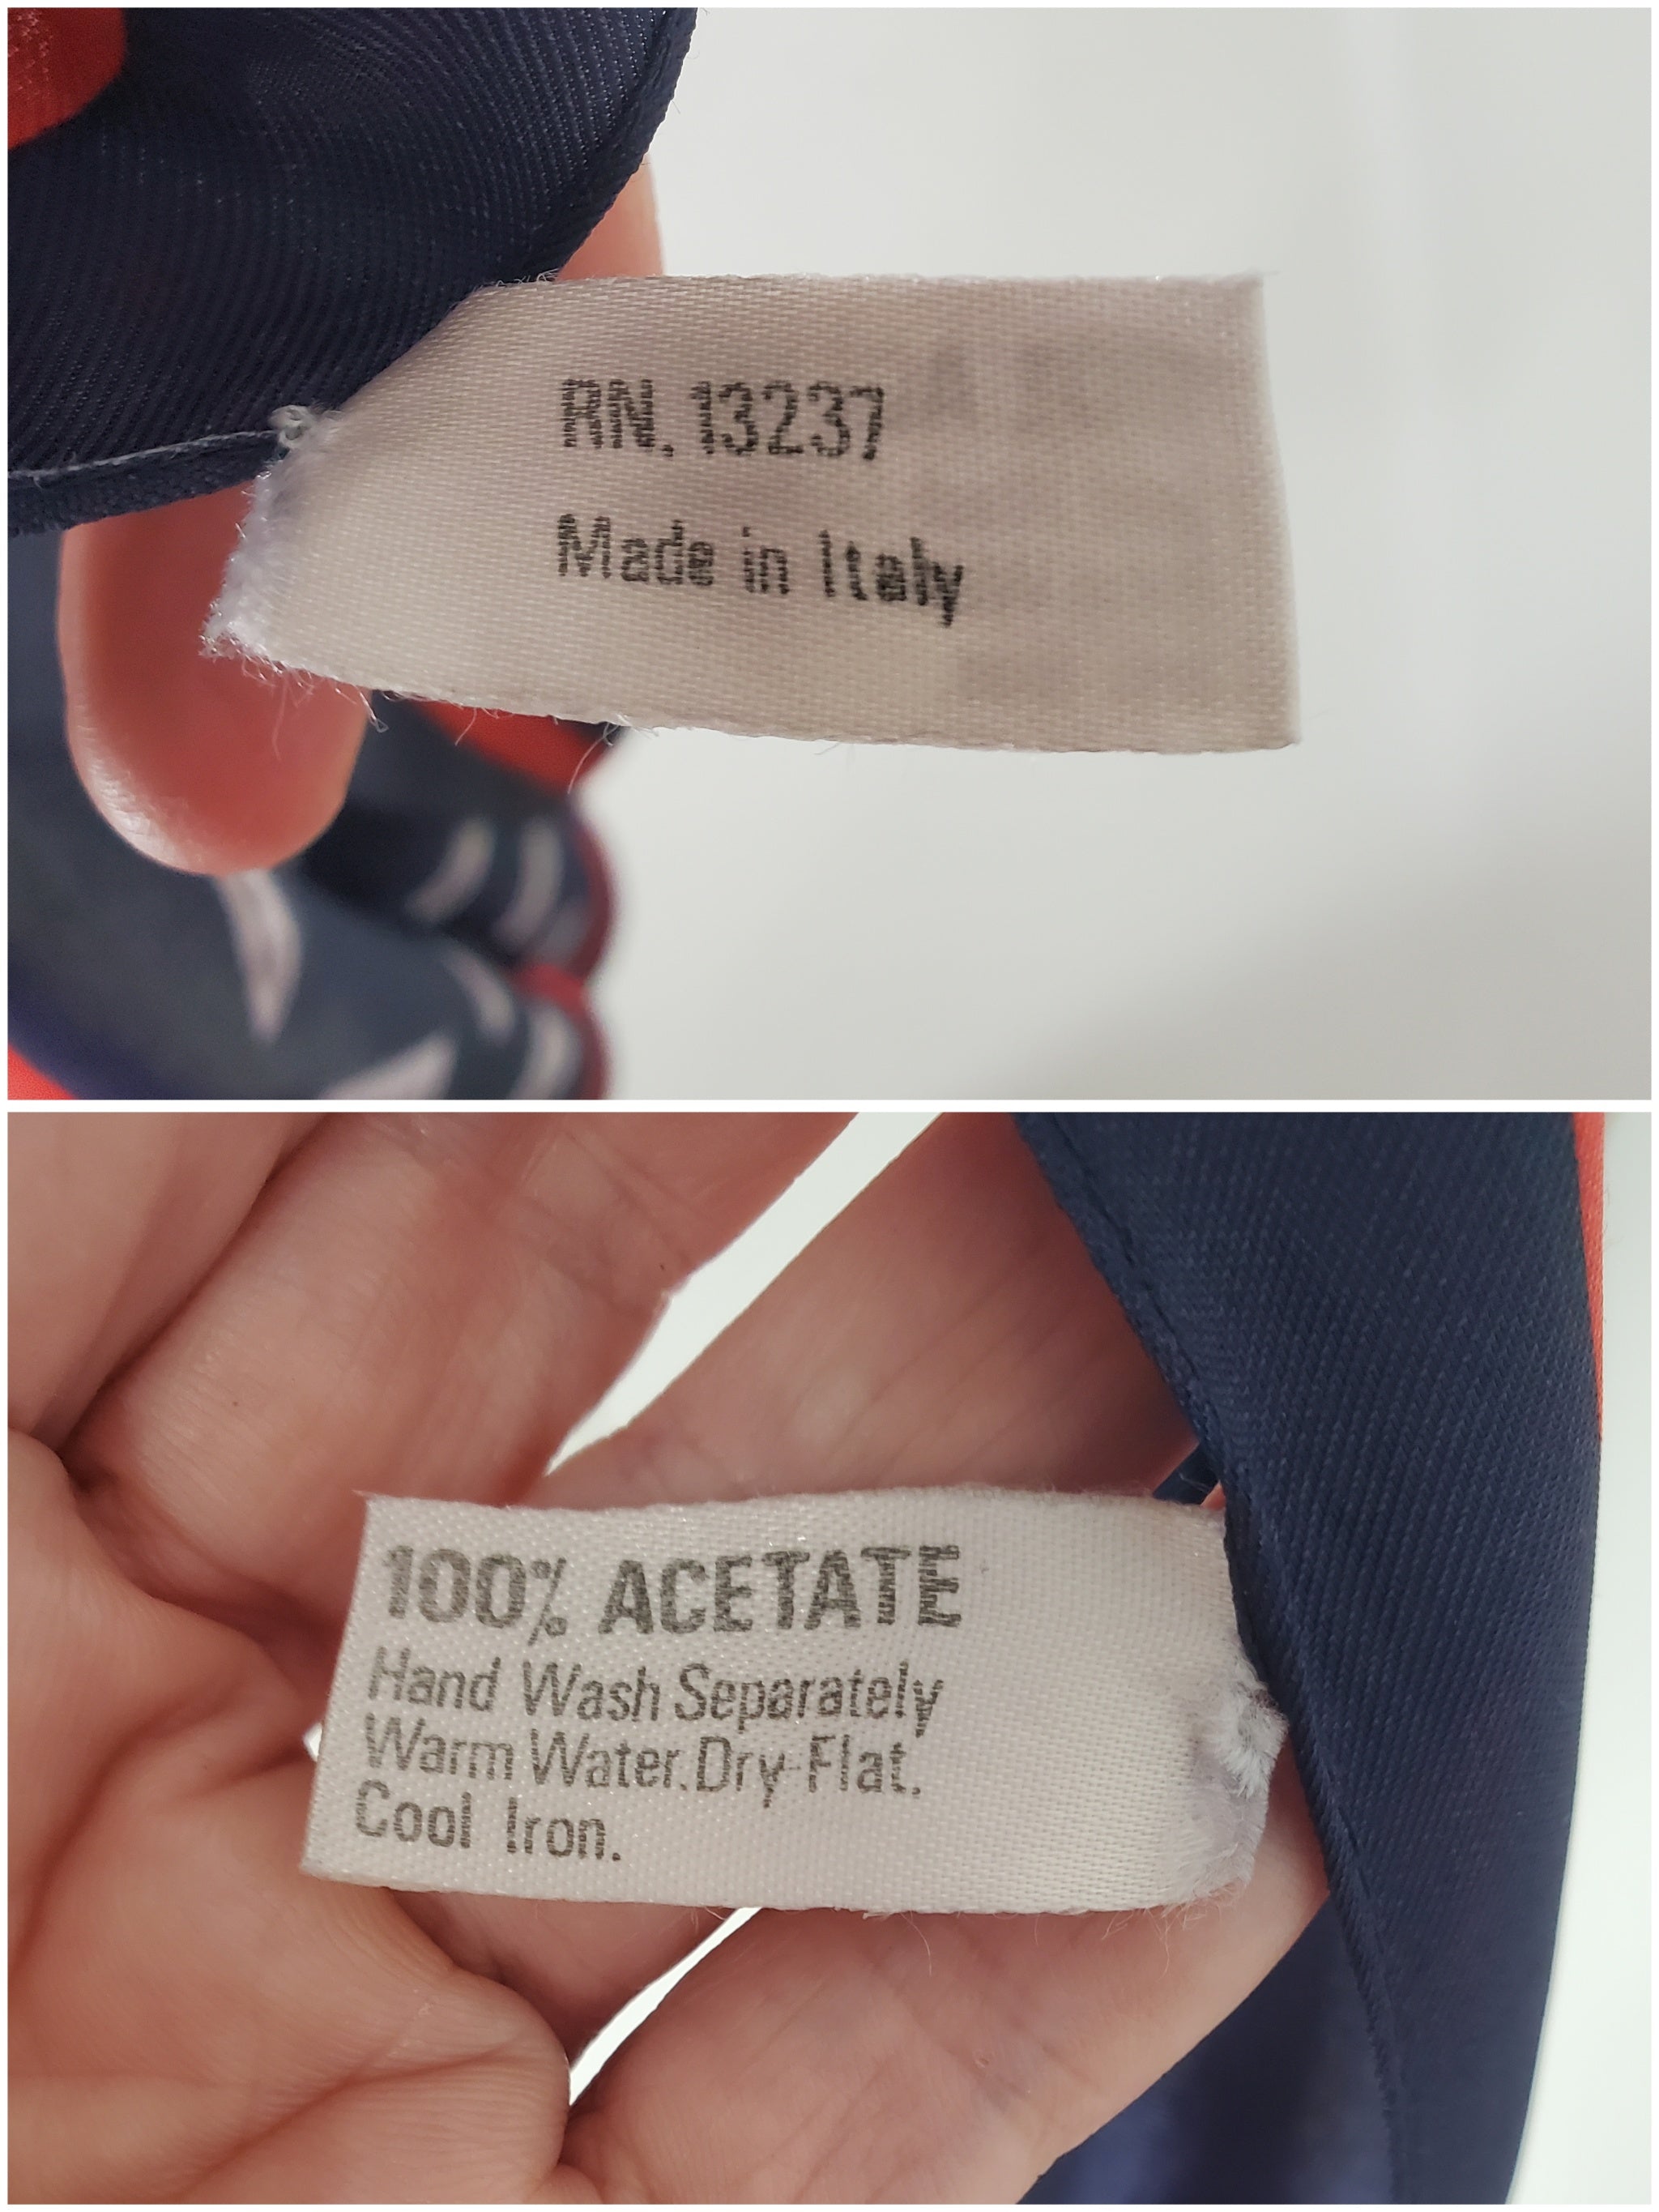 RN. 13237
Made in Italy
100% ACETATE
Hand Wash Separately
Warm Water. Dry Flat.
Cool Iron.